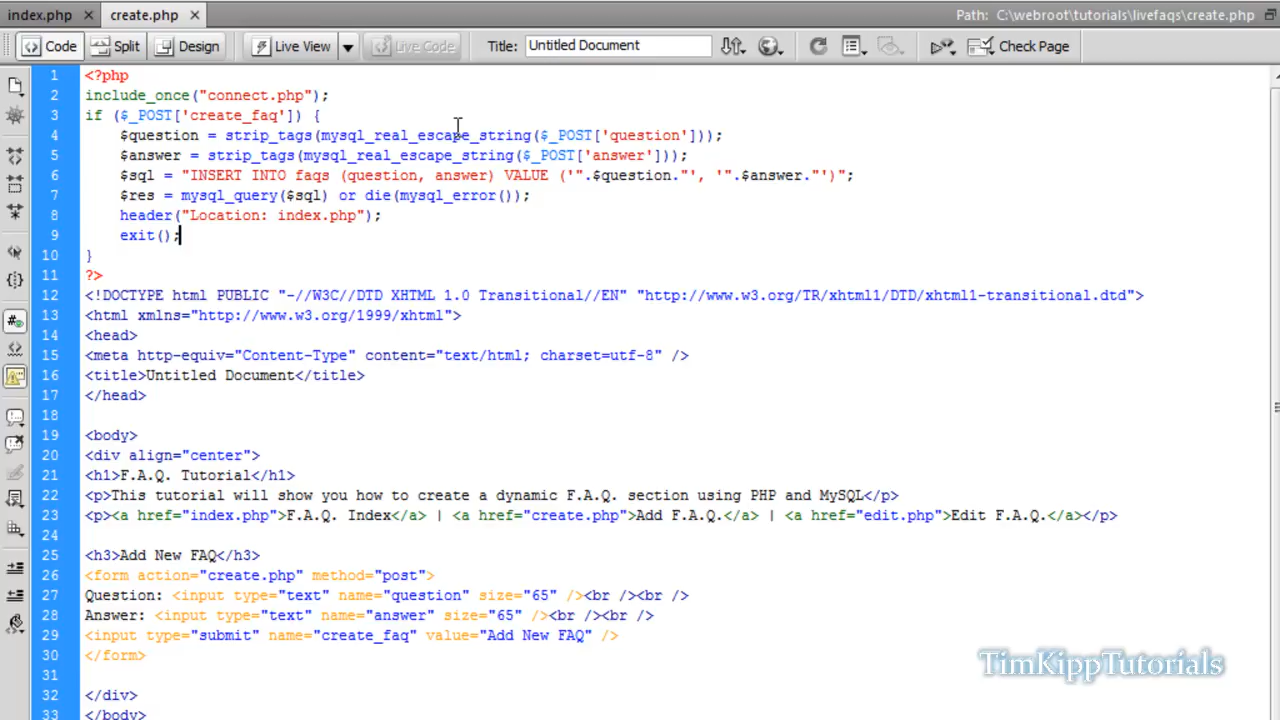 index.php × create.php × Path: C:\webroot\tutorials\livefaqs\create.php
Code Split Design Live View Live Code Title: Untitled Document Check Page
1 <?php
2 include_once("connect.php");
3 if ($_POST['create_faq']) {
4 $question = strip_tags(mysql_real_escape_string($_POST['question']));
5 $answer = strip_tags(mysql_real_escape_string($_POST['answer']));
6 $sql = "INSERT INTO faqs (question, answer) VALUE ('".$question."', '".$answer."')";
7 $res = mysql_query($sql) or die(mysql_error());
8 header("Location: index.php");
9 exit();
10 }
11 ?>
12 <!DOCTYPE html PUBLIC "-//W3C//DTD XHTML 1.0 Transitional//EN" "http://www.w3.org/TR/xhtml1/DTD/xhtml1-transitional.dtd">
13 <html xmlns="http://www.w3.org/1999/xhtml">
14 <head>
15 <meta http-equiv="Content-Type" content="text/html; charset=utf-8" />
16 <title>Untitled Document</title>
17 </head>
18
19 <body>
20 <div align="center">
21 <h1>F.A.Q. Tutorial</h1>
22 <p>This tutorial will show you how to create a dynamic F.A.Q. section using PHP and MySQL</p>
23 <p><a href="index.php">F.A.Q. Index</a> | <a href="create.php">Add F.A.Q.</a> | <a href="edit.php">Edit F.A.Q.</a></p>
24
25 <h3>Add New FAQ</h3>
26 <form action="create.php" method="post">
27 Question: <input type="text" name="question" size="65" /><br /><br />
28 Answer: <input type="text" name="answer" size="65" /><br /><br />
29 <input type="submit" name="create_faq" value="Add New FAQ" />
30 </form>
31
32 </div>
33 </body>
TimKippTutorials